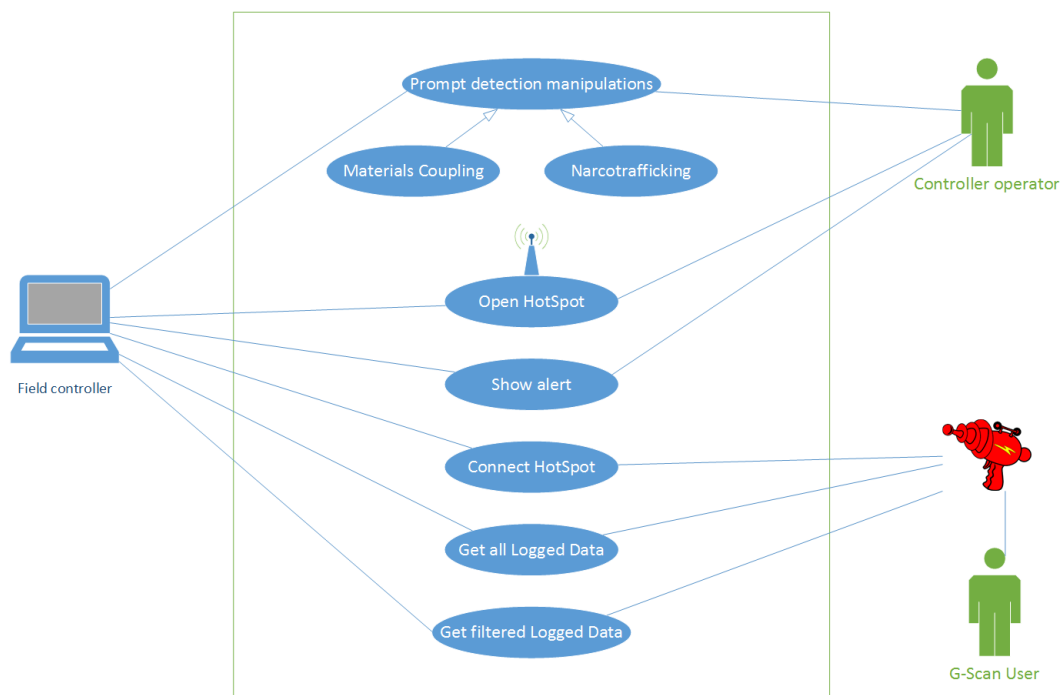 Prompt detection manipulations
Materials Coupling
Narcotrafficking
Controller operator
Open HotSpot
Field controller
Show alert
Connect HotSpot
Get all Logged Data
Get filtered Logged Data
G-Scan User